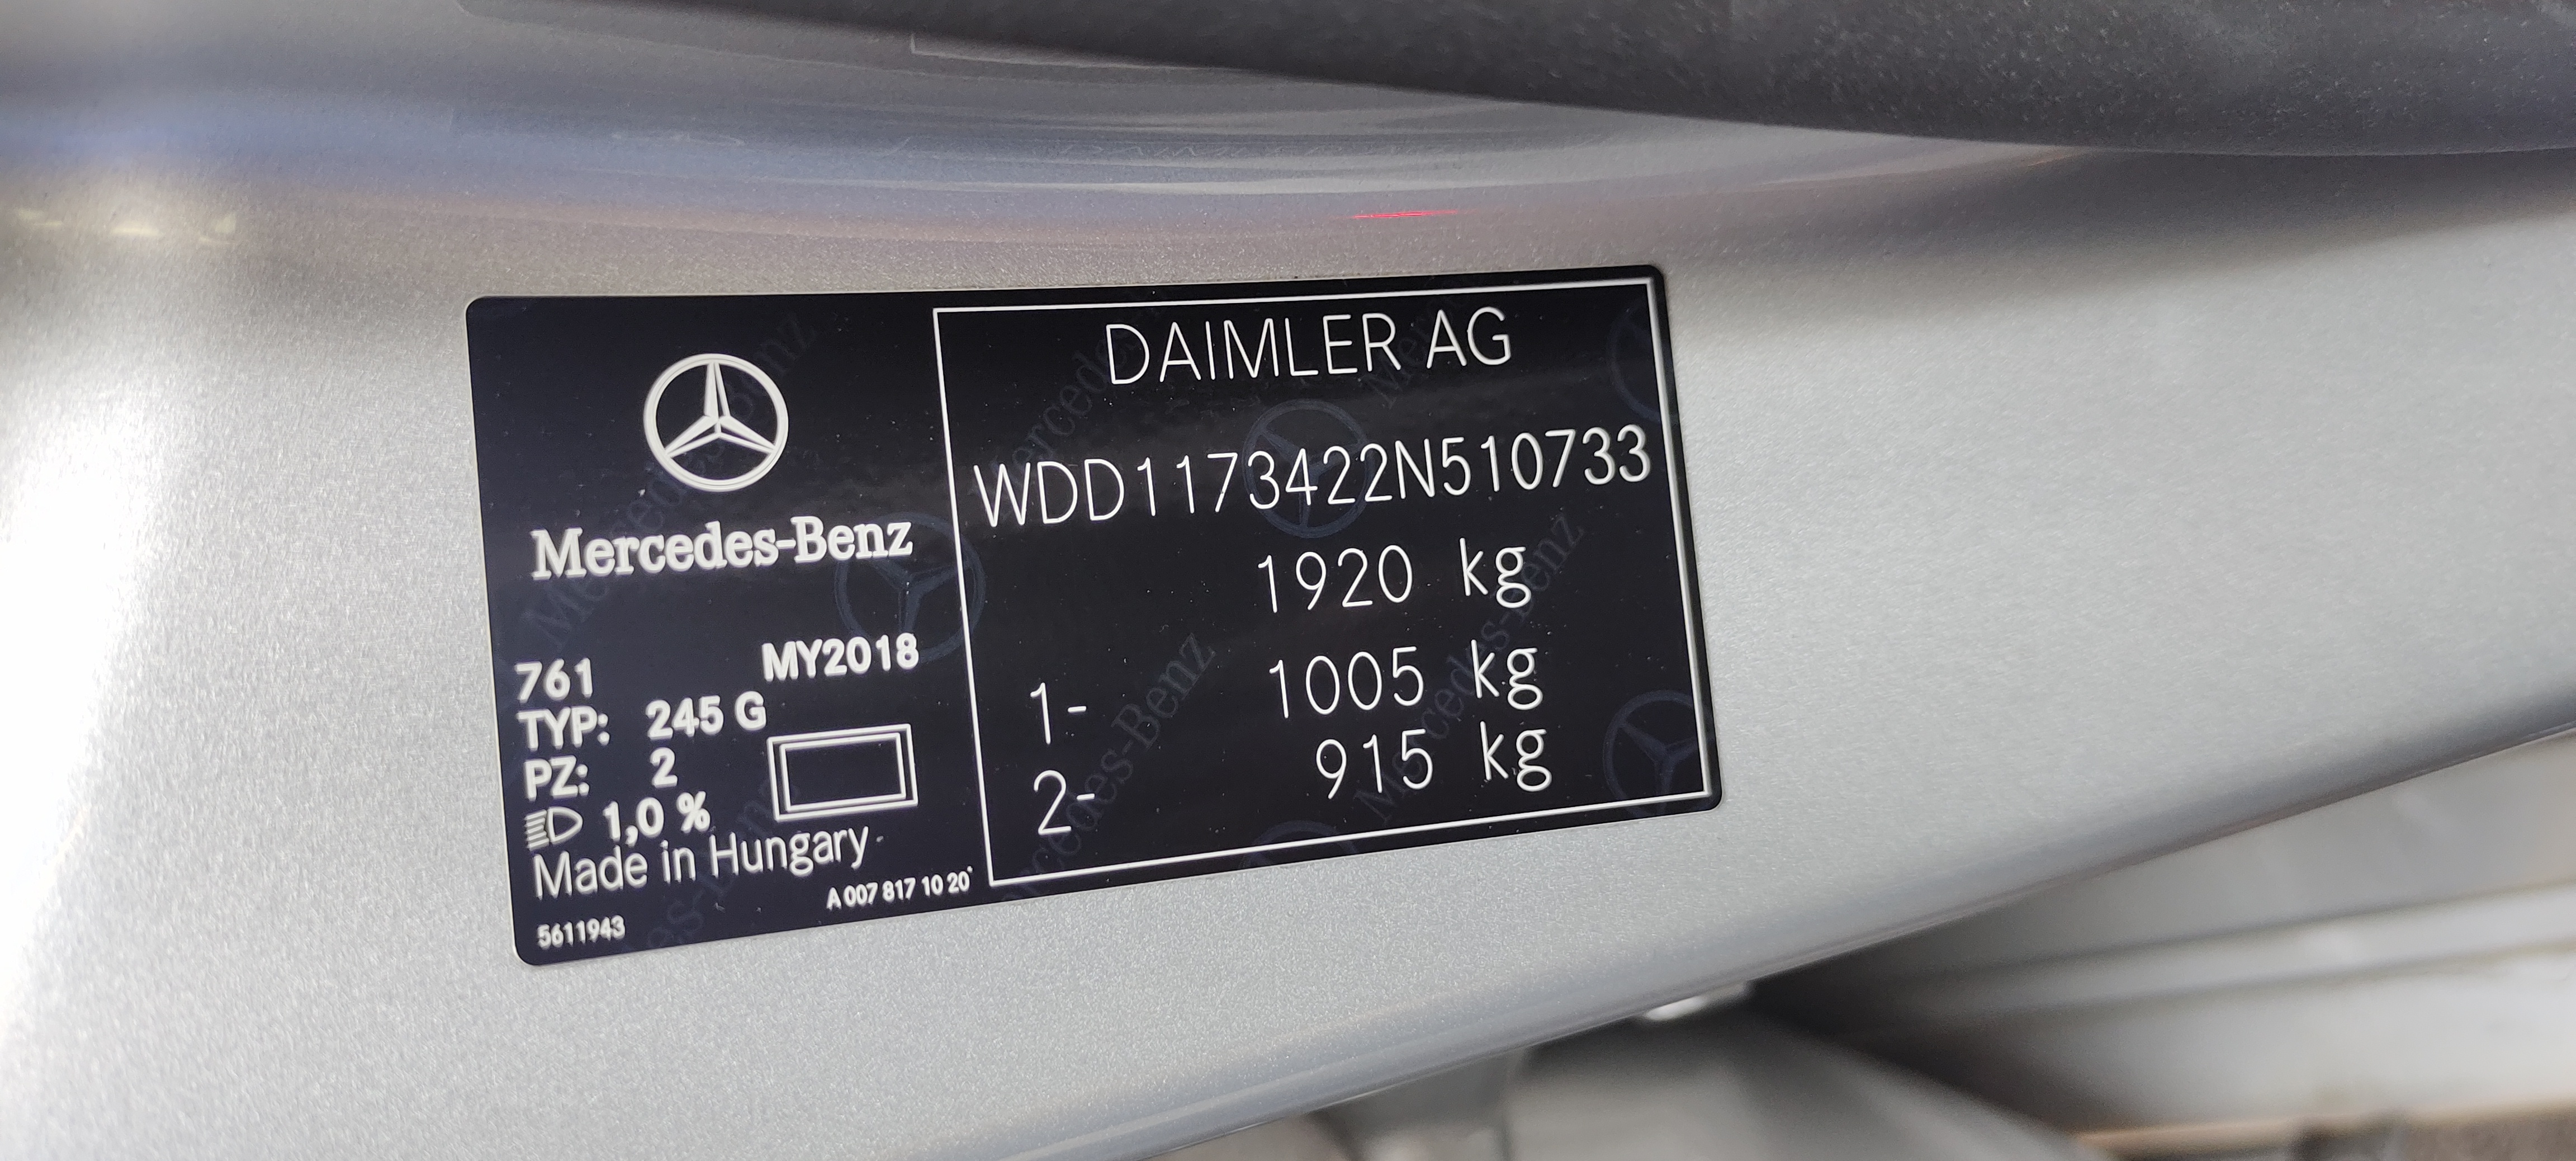 Mercedes-Benz
761 MY2018
TYP: 245 G
PZ: 2
1,0 %
Made in Hungary
A 007 817 10 20
5611943
DAIMLER AG
WDD1173422N510733
1920 kg
1- 1005 kg
2- 915 kg